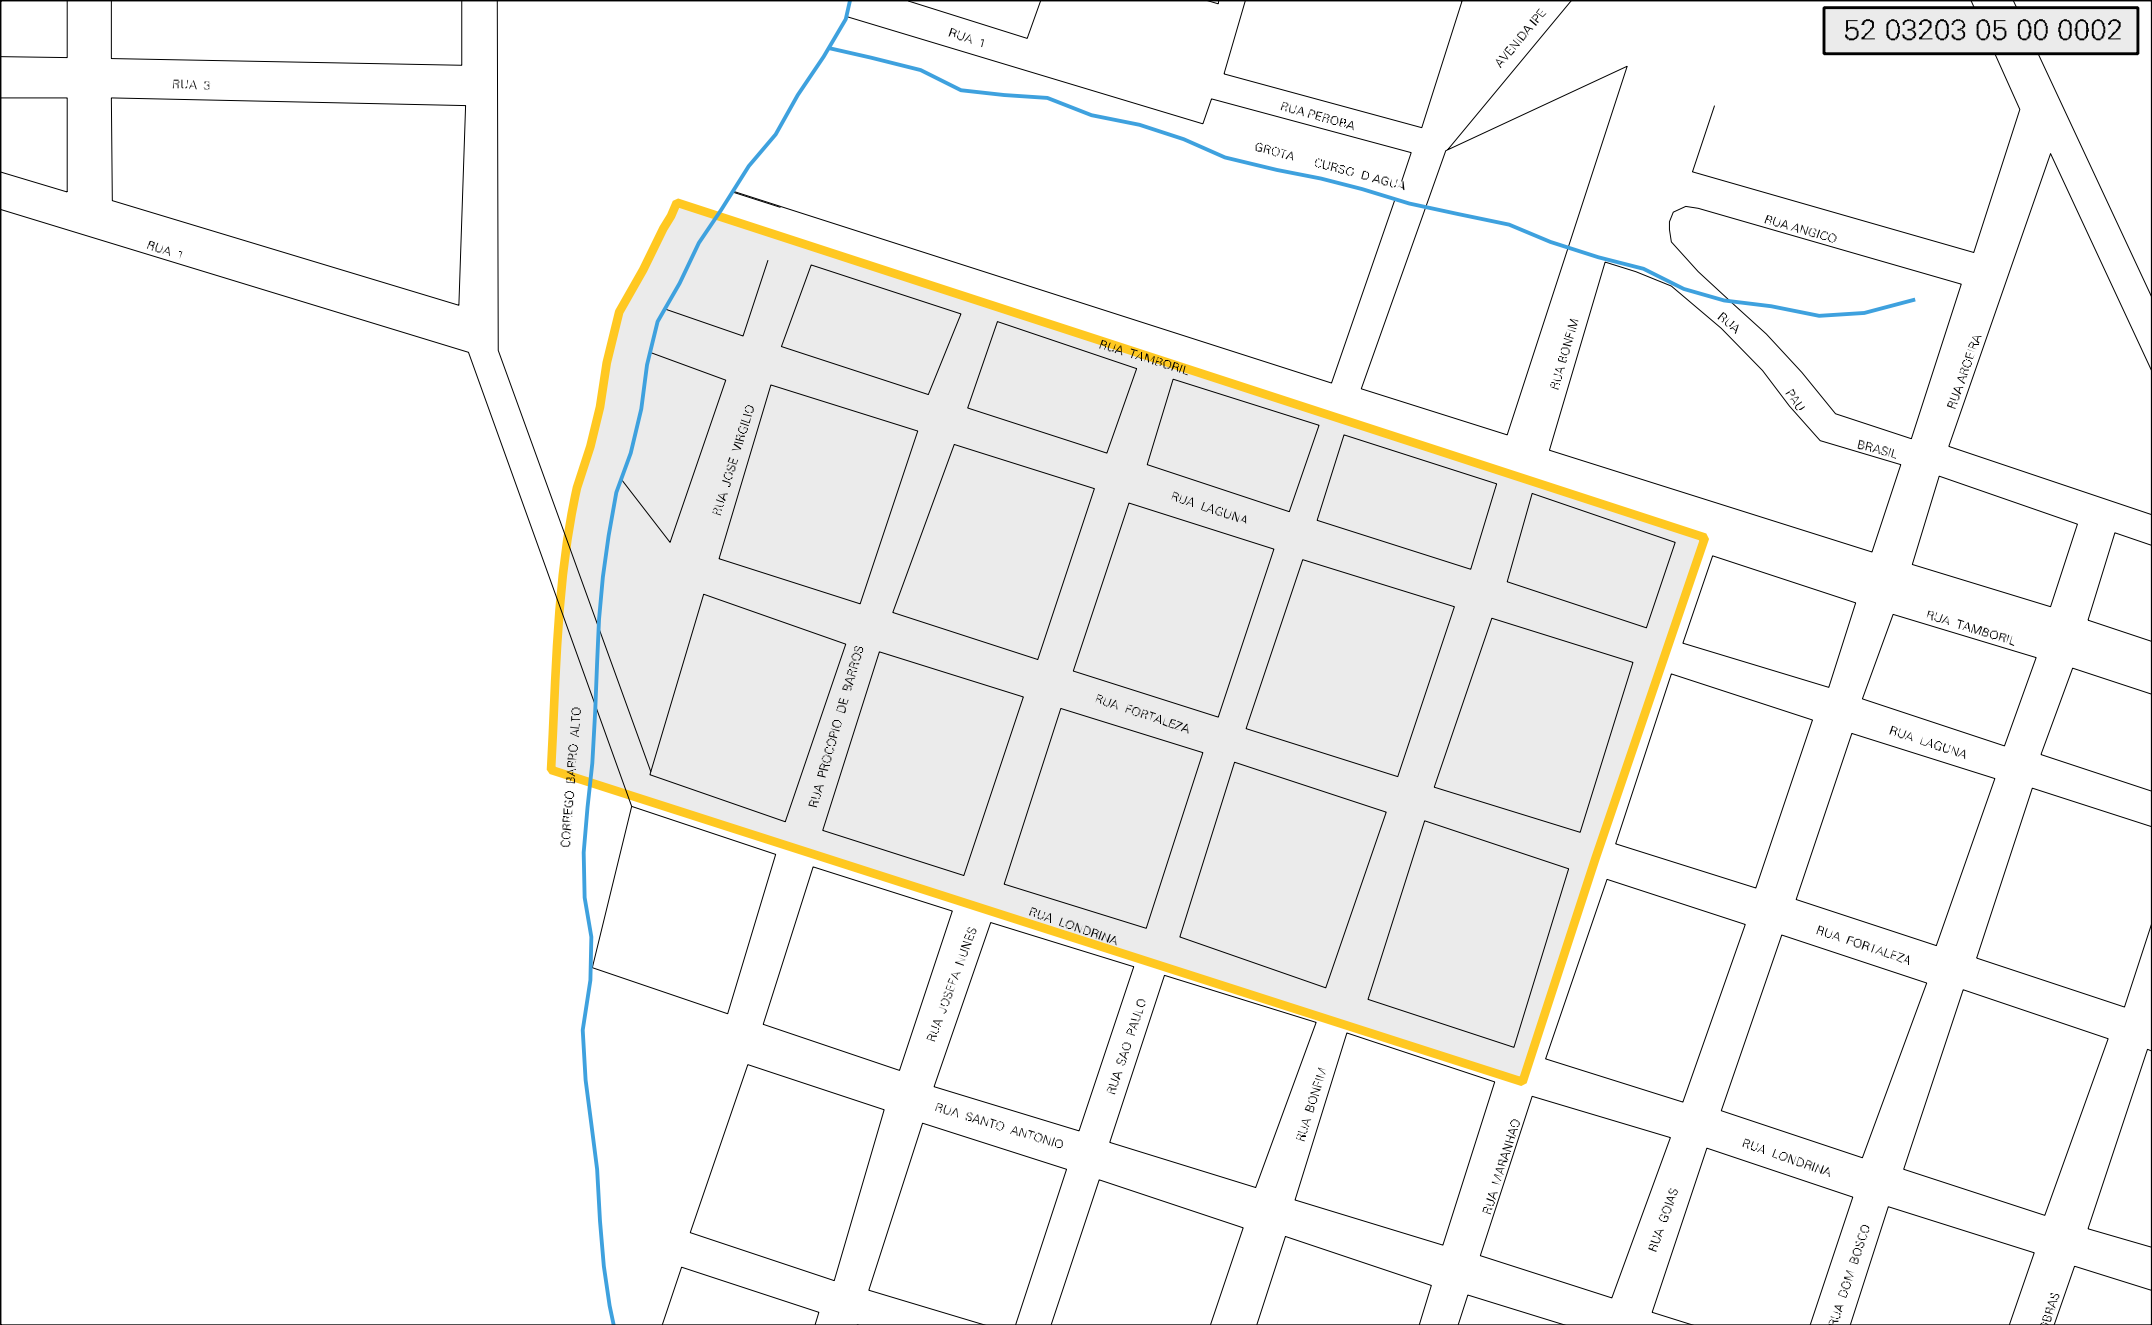 52 03203 05 00 0002
RUA 1
AVENIDA IPE
RUA 3
RUA PEROBA
GROTA CURSO D AGUA
RUA ANGICO
RUA 1
RUA TAMBORIL
RUA BONFIM
RUA PAU BRASIL
RUA AROEIRA
RUA JOSE VIRGILIO
RUA LAGUNA
RUA TAMBORIL
RUA PROCOPIO DE BARROS
RUA FORTALEZA
RUA LAGUNA
CORREGO BARRO ALTO
RUA LONDRINA
RUA FORTALEZA
RUA JOSEFA NUNES
RUA SAO PAULO
RUA BONFIM
RUA SANTO ANTONIO
RUA MARANHAO
RUA LONDRINA
RUA GOIAS
RUA DOM BOSCO